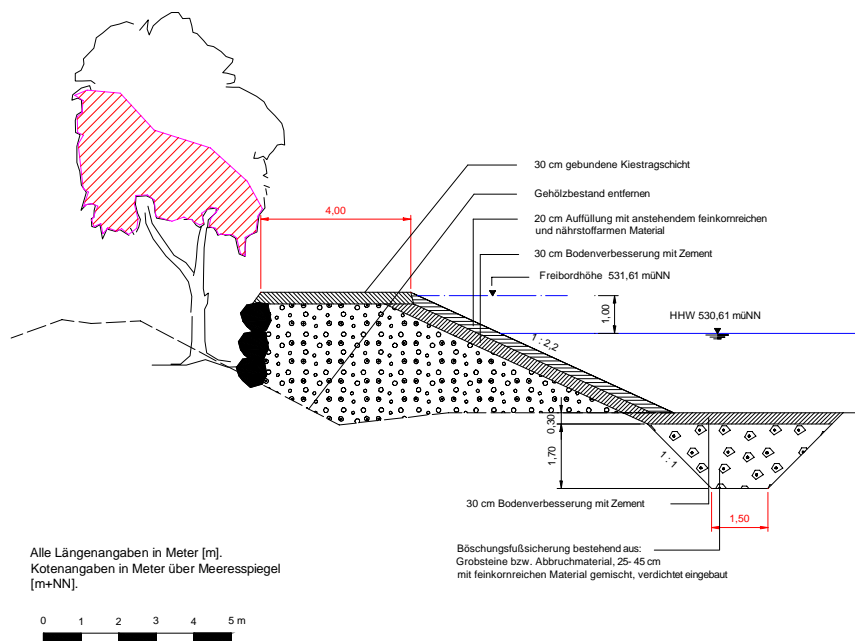 30 cm gebundene Kiestragschicht
Gehölzbestand entfernen
4,00
20 cm Auffüllung mit anstehendem feinkornreichen
und nährstoffarmen Material
30 cm Bodenverbesserung mit Zement
Freibordhöhe 531,61 müNN
1,00
HHW 530,61 müNN
1 : 2,2
0,30
1,70
1 : 1
30 cm Bodenverbesserung mit Zement
1,50
Böschungsfußsicherung bestehend aus:
Grobsteine bzw. Abbruchmaterial, 25- 45 cm
mit feinkornreichen Material gemischt, verdichtet eingebaut
Alle Längenangaben in Meter [m].
Kotenangaben in Meter über Meeresspiegel
[m+NN].
0 1 2 3 4 5 m